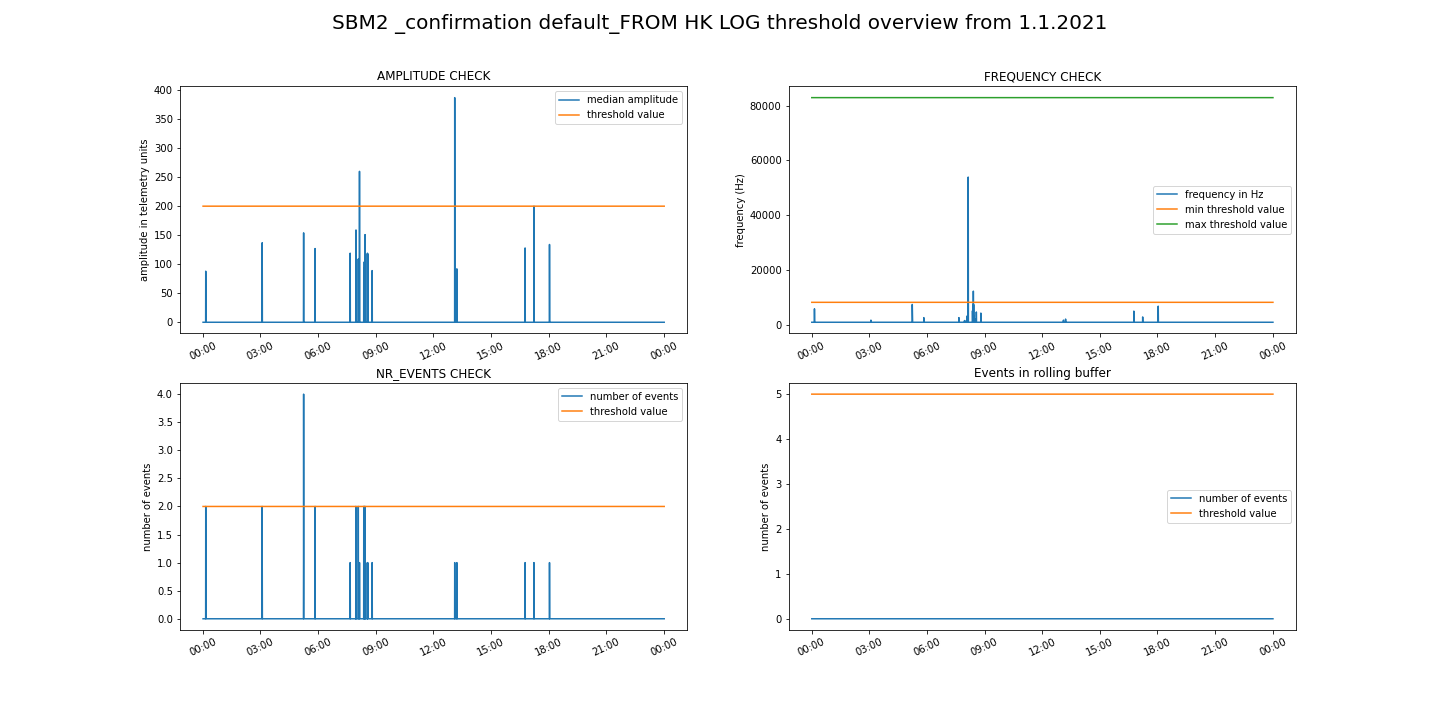 SBM2 _confirmation default_FROM HK LOG threshold overview from 1.1.2021
AMPLITUDE CHECK
amplitude in telemetry units
400
350
300
250
200
150
100
50
0
median amplitude
threshold value
00:00 03:00 06:00 09:00 12:00 15:00 18:00 21:00 00:00
FREQUENCY CHECK
frequency (Hz)
80000
60000
40000
20000
0
frequency in Hz
min threshold value
max threshold value
00:00 03:00 06:00 09:00 12:00 15:00 18:00 21:00 00:00
NR_EVENTS CHECK
number of events
4.0
3.5
3.0
2.5
2.0
1.5
1.0
0.5
0.0
number of events
threshold value
00:00 03:00 06:00 09:00 12:00 15:00 18:00 21:00 00:00
Events in rolling buffer
number of events
5
4
3
2
1
0
number of events
threshold value
00:00 03:00 06:00 09:00 12:00 15:00 18:00 21:00 00:00